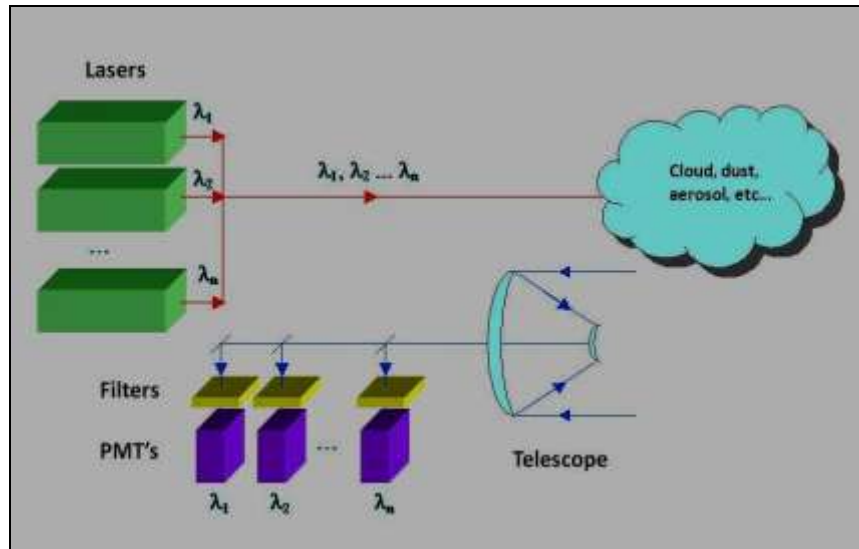 Lasers
λ1
λ2
...
λn
λ1, λ2 ... λn
Cloud, dust,
aerosol, etc...
Filters
PMT's
...
λ1
λ2
λn
Telescope